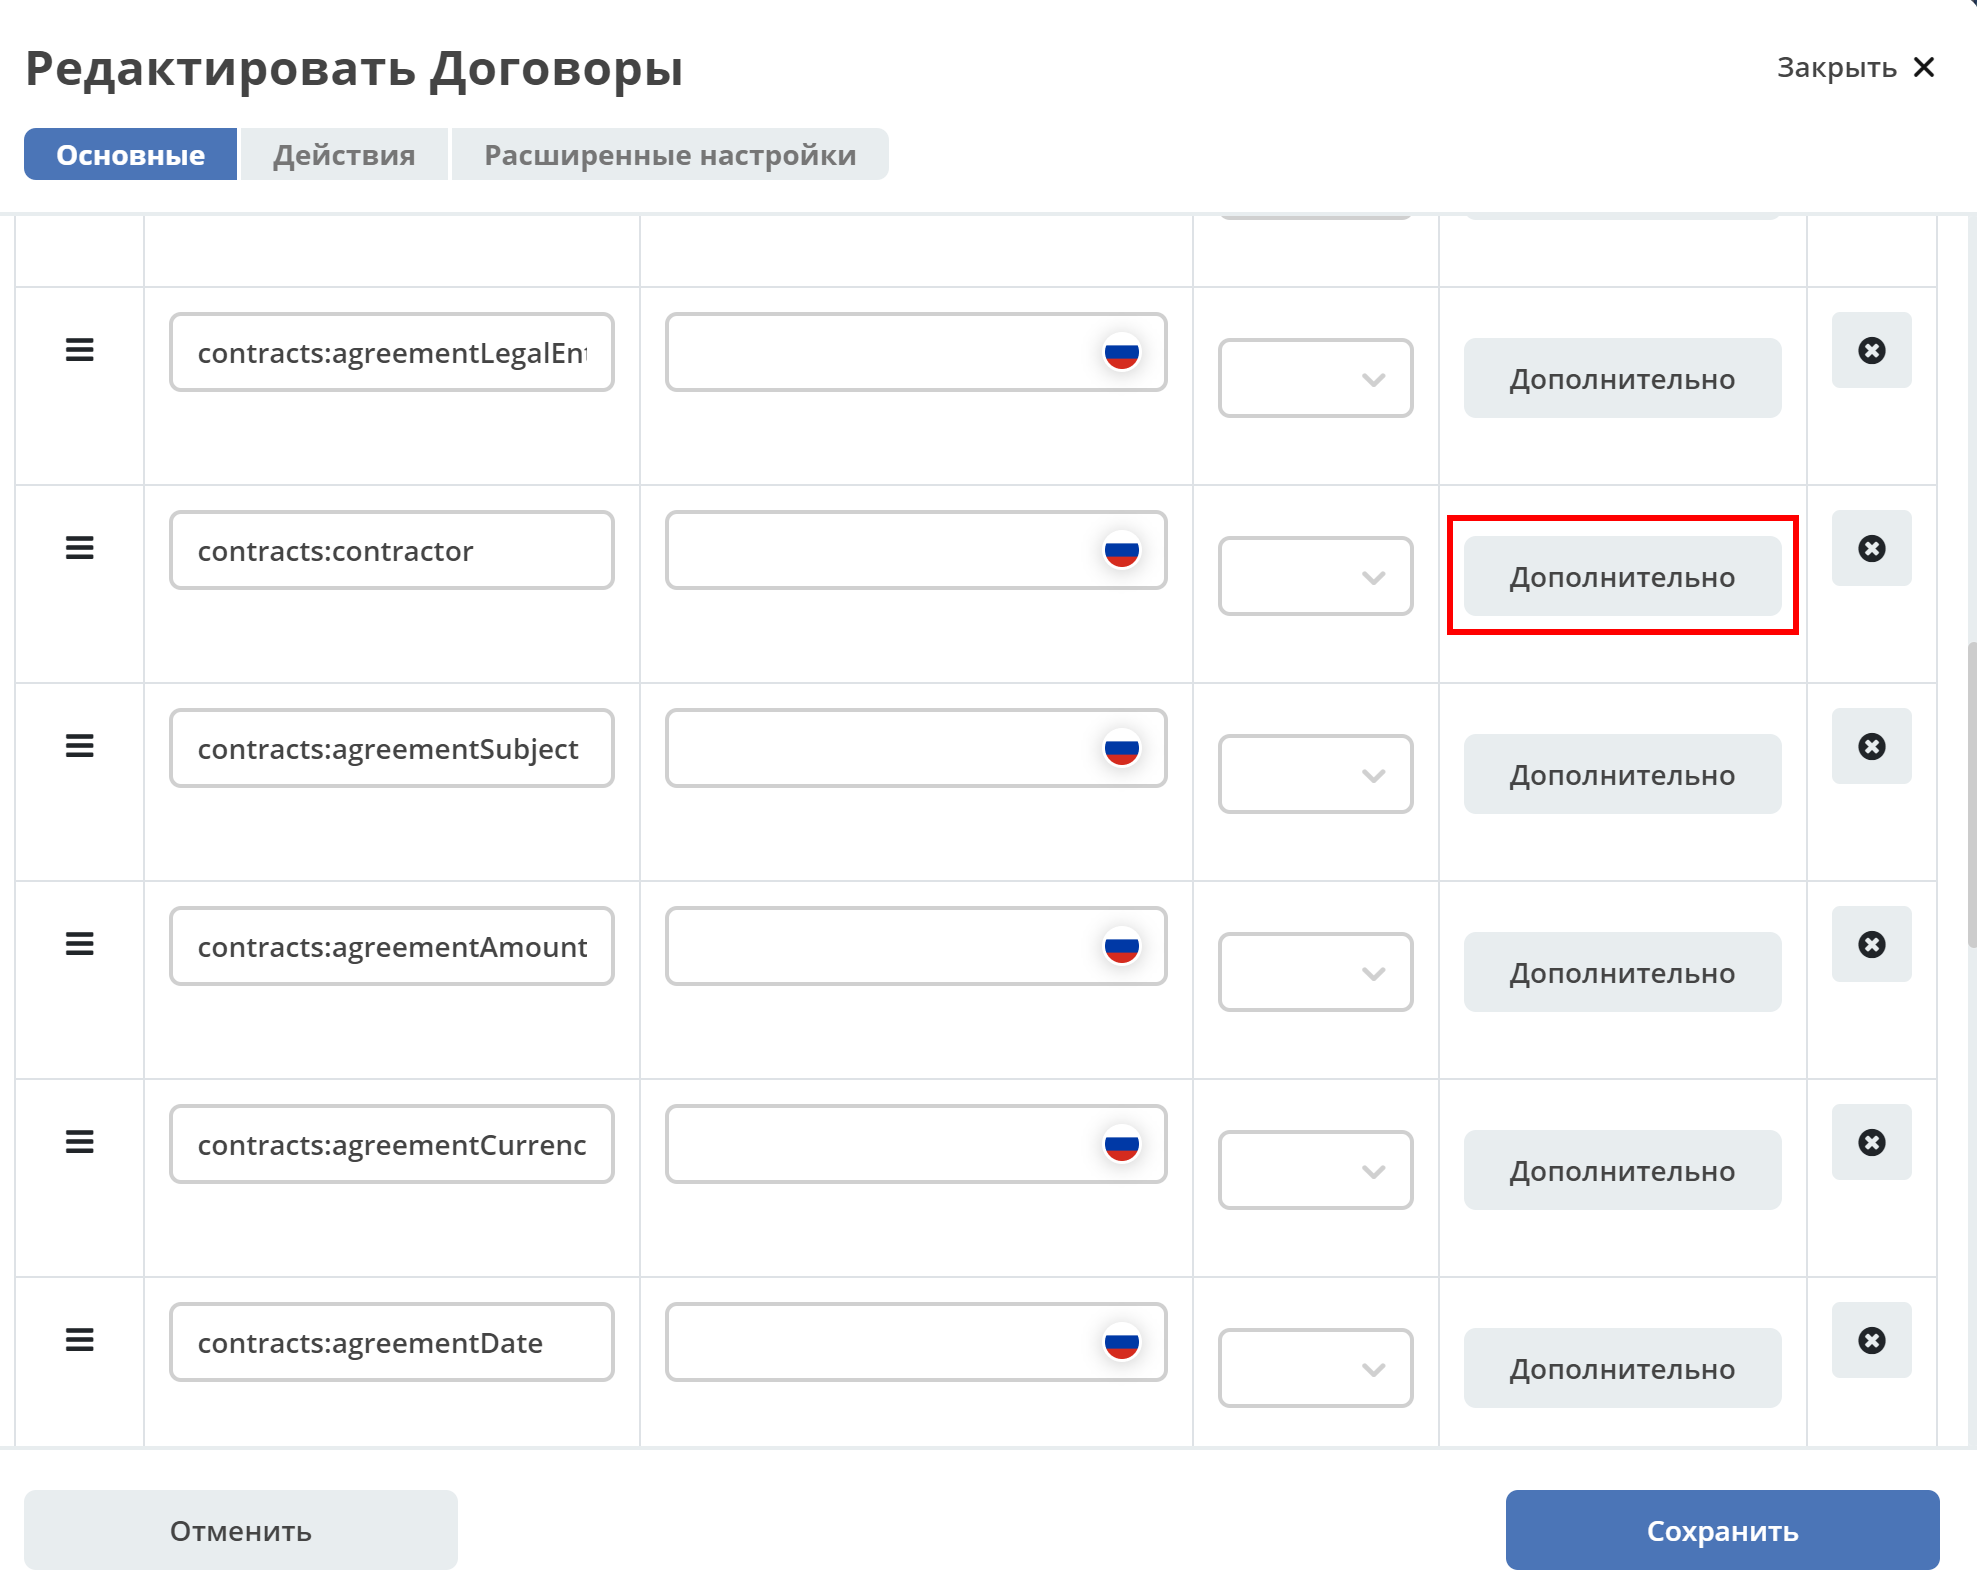 Редактировать Договоры
Закрыть
Основные Действия Расширенные настройки
contracts:agreementLegalEnt Дополнительно
contracts:contractor Дополнительно
contracts:agreementSubject Дополнительно
contracts:agreementAmount Дополнительно
contracts:agreementCurrenc Дополнительно
contracts:agreementDate Дополнительно
Отменить Сохранить